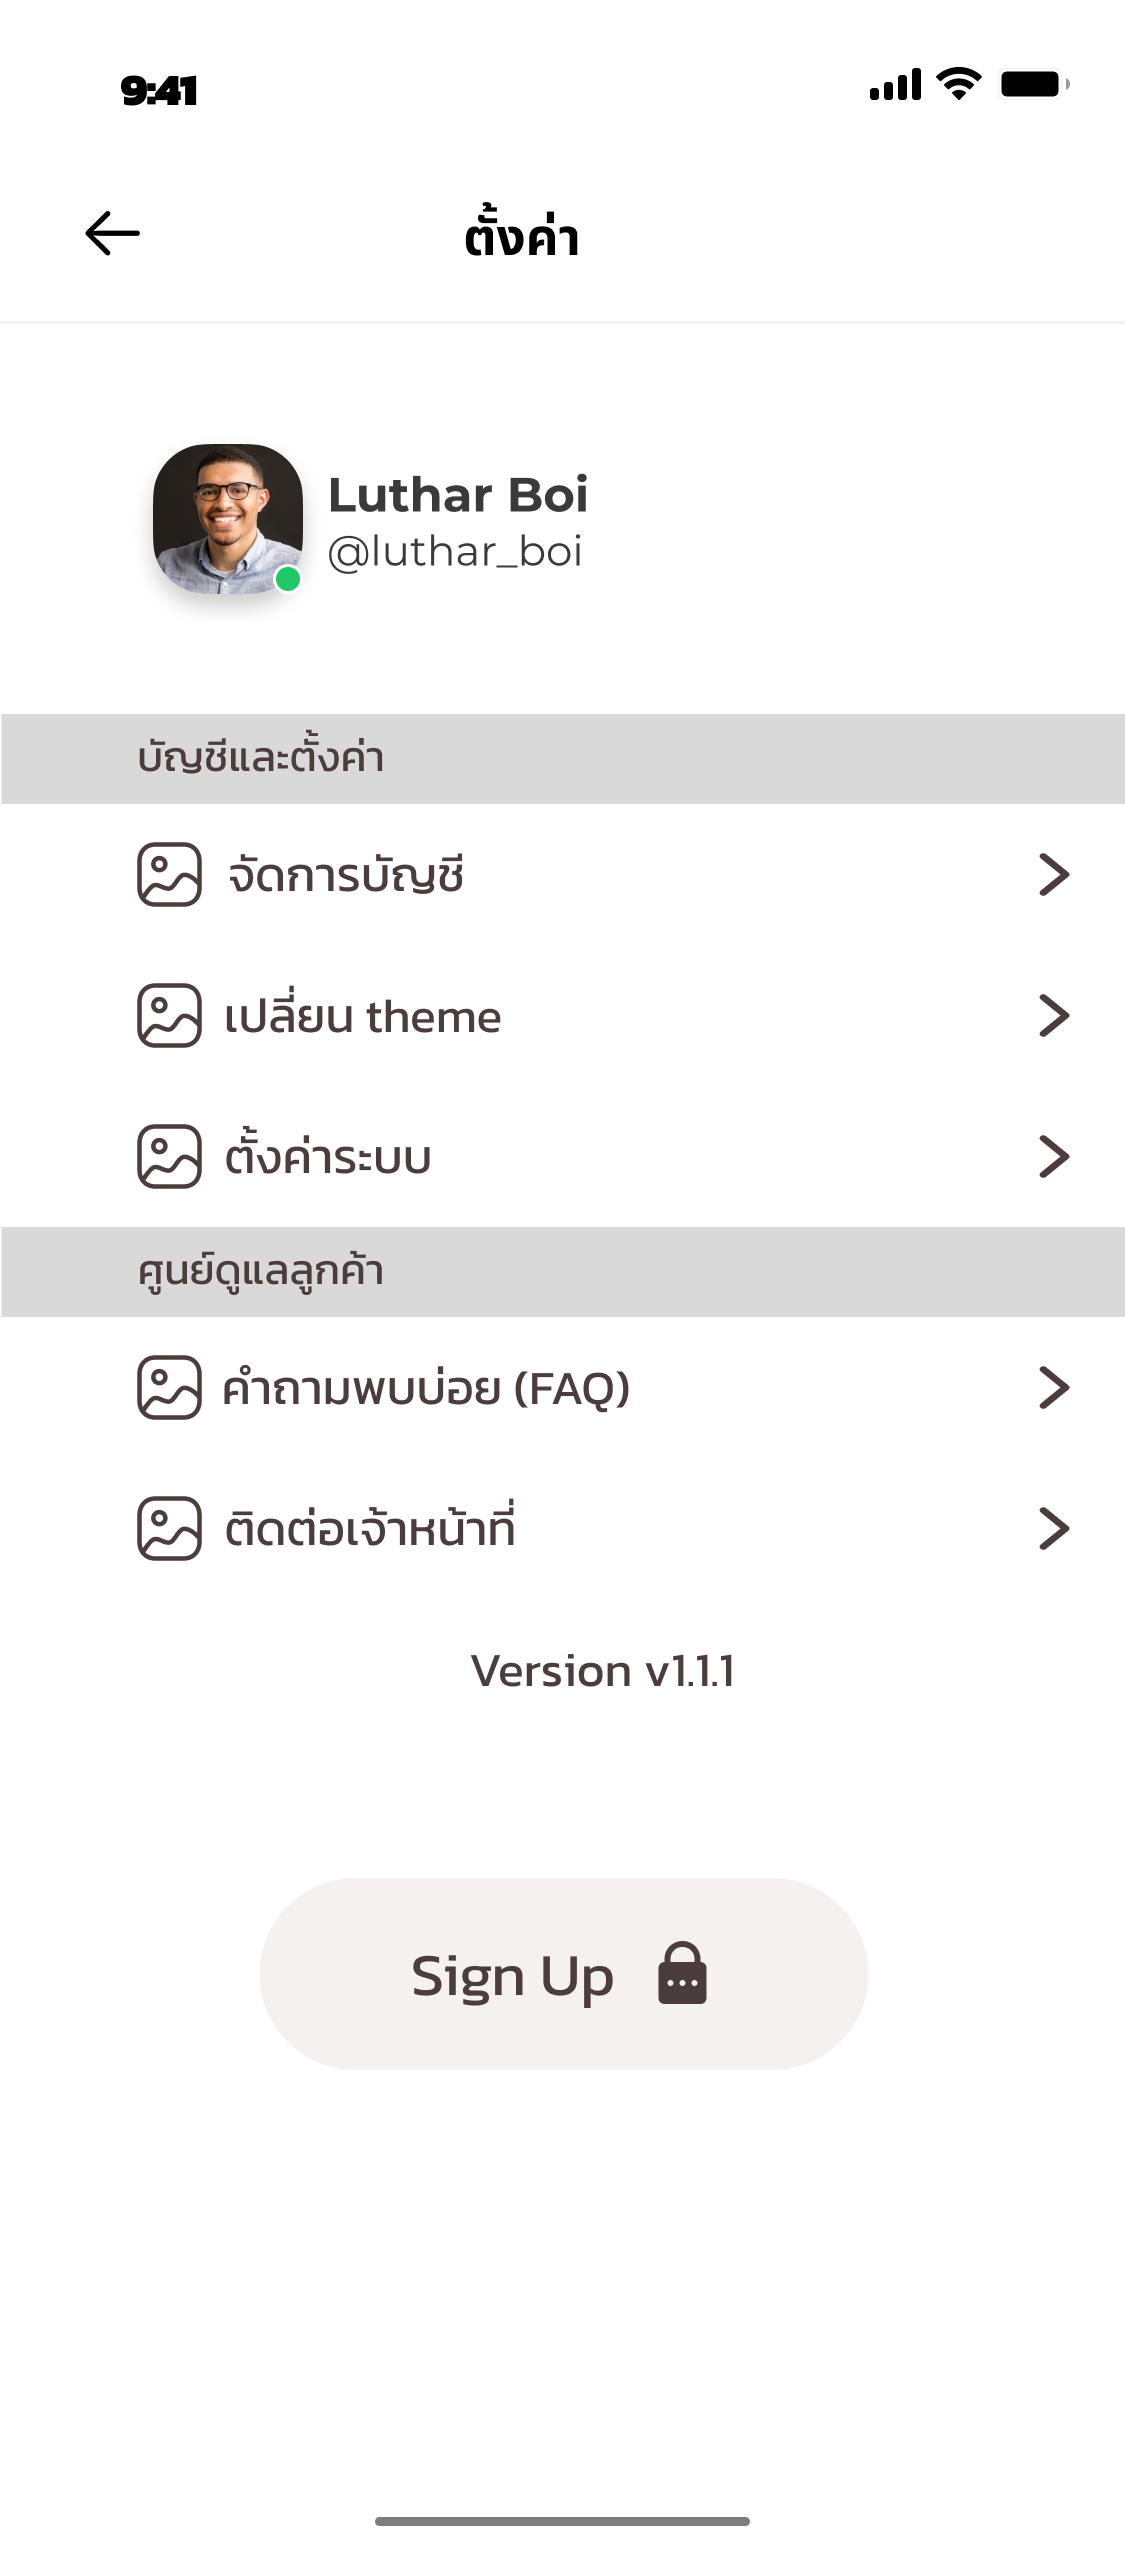 9:41
ตั้งค่า
Luthar Boi
@luthar_boi
บัญชีและตั้งค่า
จัดการบัญชี
เปลี่ยน theme
ตั้งค่าระบบ
ศูนย์ดูแลลูกค้า
คำถามพบบ่อย (FAQ)
ติดต่อเจ้าหน้าที่
Version v1.1.1
Sign Up